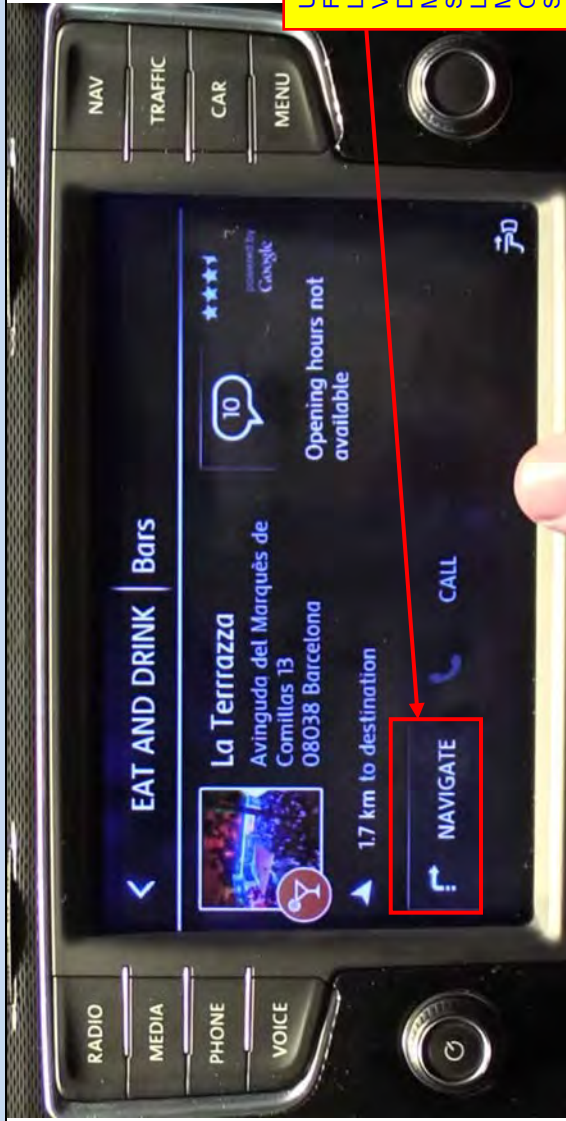 RADIO
MEDIA
PHONE
VOICE
EAT AND DRINK | Bars
La Terrrazza
Avinguda del Marquès de
Comillas 13
08038 Barcelona
1.7 km to destination
NAVIGATE
CALL
10
powered by
Google
Opening hours not
available
NAV
TRAFFIC
CAR
MENU